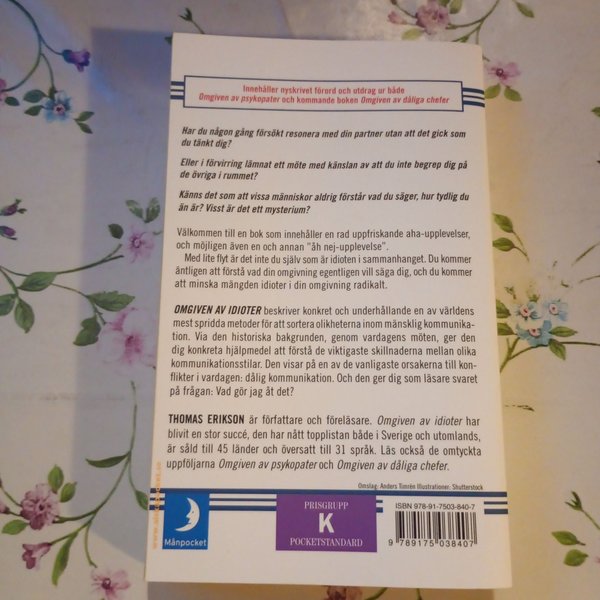 Innehåller nyskrivet förord och utdrag ur både
Omgiven av psykopater och kommande boken Omgiven av dåliga chefer
Har du någon gång försökt resonera med din partner utan att det gick som
du tänkt dig?
Eller i förvirring lämnat ett möte med känslan av att du inte begrep dig på
de övriga i rummet?
Känns det som att vissa människor aldrig förstår vad du säger, hur tydlig du
än är? Visst är det ett mysterium?
Välkommen till en bok som innehåller en rad uppfriskande aha-upplevelser,
och möjligen även en och annan "åh nej-upplevelse".
Med lite flyt är det inte du själv som är idioten i sammanhanget. Du kommer
äntligen att förstå vad din omgivning egentligen vill säga dig, och du kommer
att minska mängden idioter i din omgivning radikalt.
OMGIVEN AV IDIOTER beskriver konkret och underhållande en av världens
mest spridda metoder för att sortera olikheterna inom mänsklig kommunika-
tion. Via den historiska bakgrunden, genom vardagens möten, ger den
dig konkreta hjälpmedel att förstå de viktigaste skillnaderna mellan olika
kommunikationsstilar. Den visar på en av de vanligaste orsakerna till kon-
flikter i vardagen: dålig kommunikation. Och den ger dig som läsare svaret
på frågan: Vad gör jag åt det?
THOMAS ERIKSON är författare och föreläsare. Omgiven av idioter har
blivit en stor succé, den har nått topplistan både i Sverige och utomlands,
är såld till 45 länder och översatt till 31 språk. Läs också de omtyckta
uppföljarna Omgiven av psykopater och Omgiven av dåliga chefer.
Omslag: Anders Timrén Illustrationer: Shutterstock
Månpocket
PRISGRUPP
K
POCKETSTANDARD
ISBN 978-91-7503-840-7
9 789175 038407